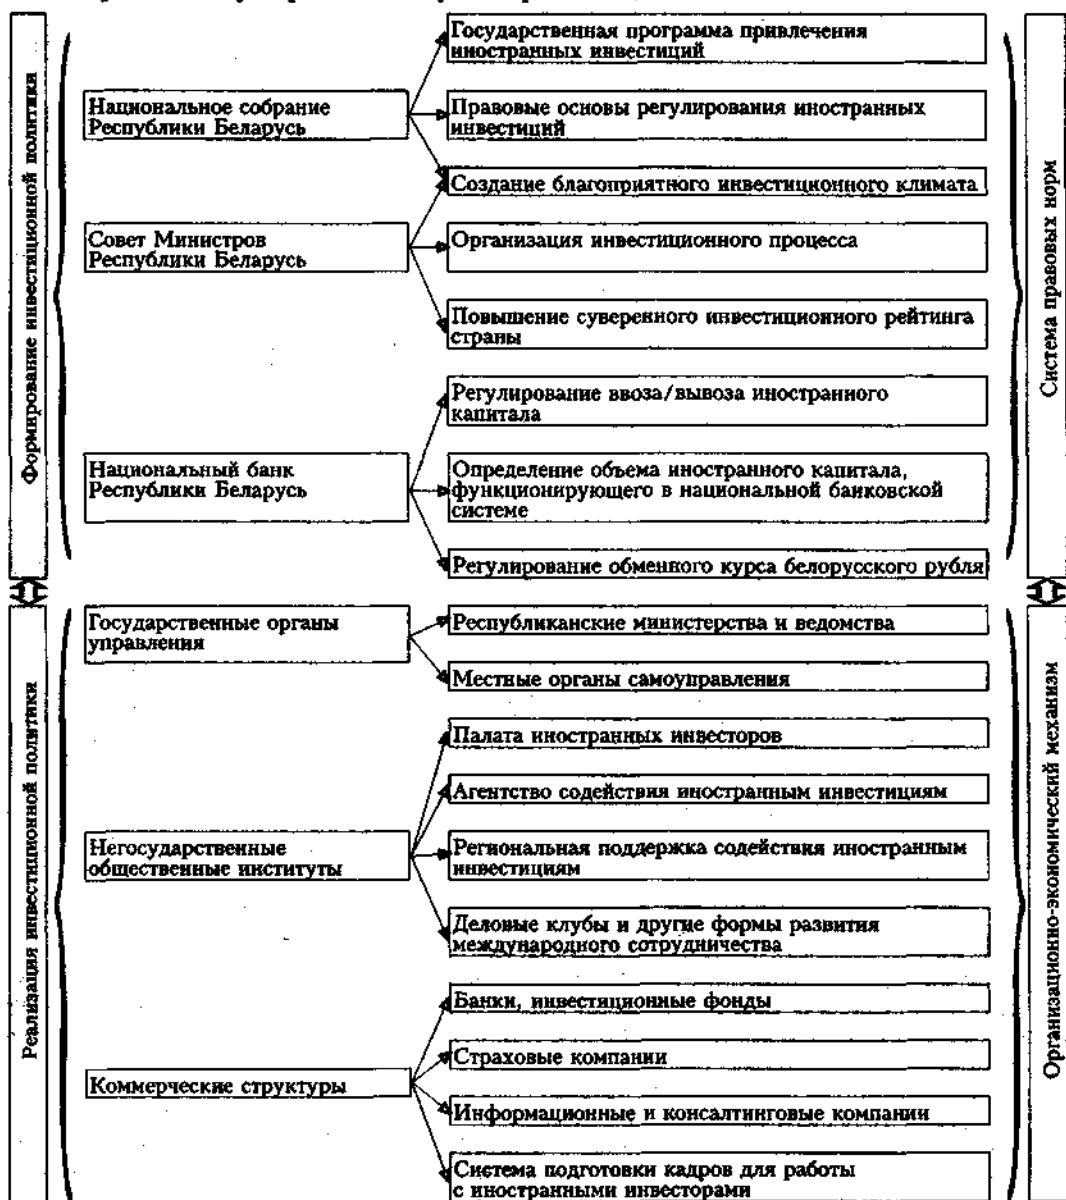 Формирование инвестиционной политики
Национальное собрание
Республики Беларусь
Государственная программа привлечения
иностранных инвестиций
Правовые основы регулирования иностранных
инвестиций
Создание благоприятного инвестиционного климата
Совет Министров
Республики Беларусь
Организация инвестиционного процесса
Повышение суверенного инвестиционного рейтинга
страны
Национальный банк
Республики Беларусь
Регулирование ввоза/вывоза иностранного
капитала
Определение объема иностранного капитала,
функционирующего в национальной банковской
системе
Регулирование обменного курса белорусского рубля
Система правовых норм
Реализация инвестиционной политики
Государственные органы
управления
Республиканские министерства и ведомства
Местные органы самоуправления
Негосударственные
общественные институты
Палата иностранных инвесторов
Агентство содействия иностранным инвестициям
Региональная поддержка содействия иностранным
инвестициям
Деловые клубы и другие формы развития
международного сотрудничества
Коммерческие структуры
Банки, инвестиционные фонды
Страховые компании
Информационные и консалтинговые компании
Система подготовки кадров для работы
с иностранными инвесторами
Организационно-экономический механизм